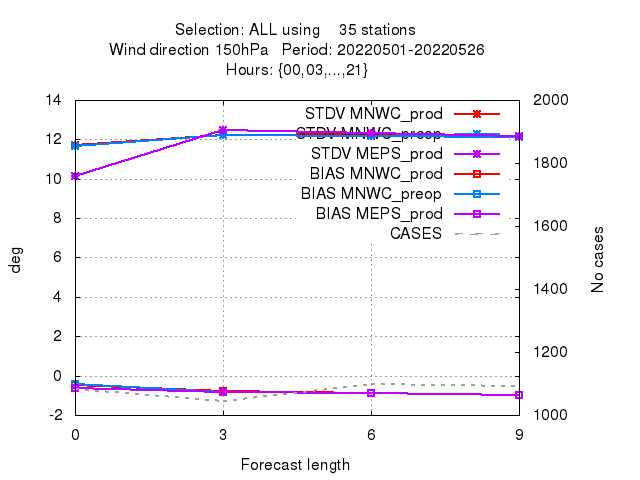 Selection: ALL using 35 stations
Wind direction 150hPa Period: 20220501-20220526
Hours: {00,03,...,21}
14
12
10
8
6
4
2
0
-2
deg
2000
1800
1600
1400
1200
1000
No cases
STDV MNWC_prod
STDV MNWC_preop
STDV MEPS_prod
BIAS MNWC_prod
BIAS MNWC_preop
BIAS MEPS_prod
CASES
0
3
6
9
Forecast length